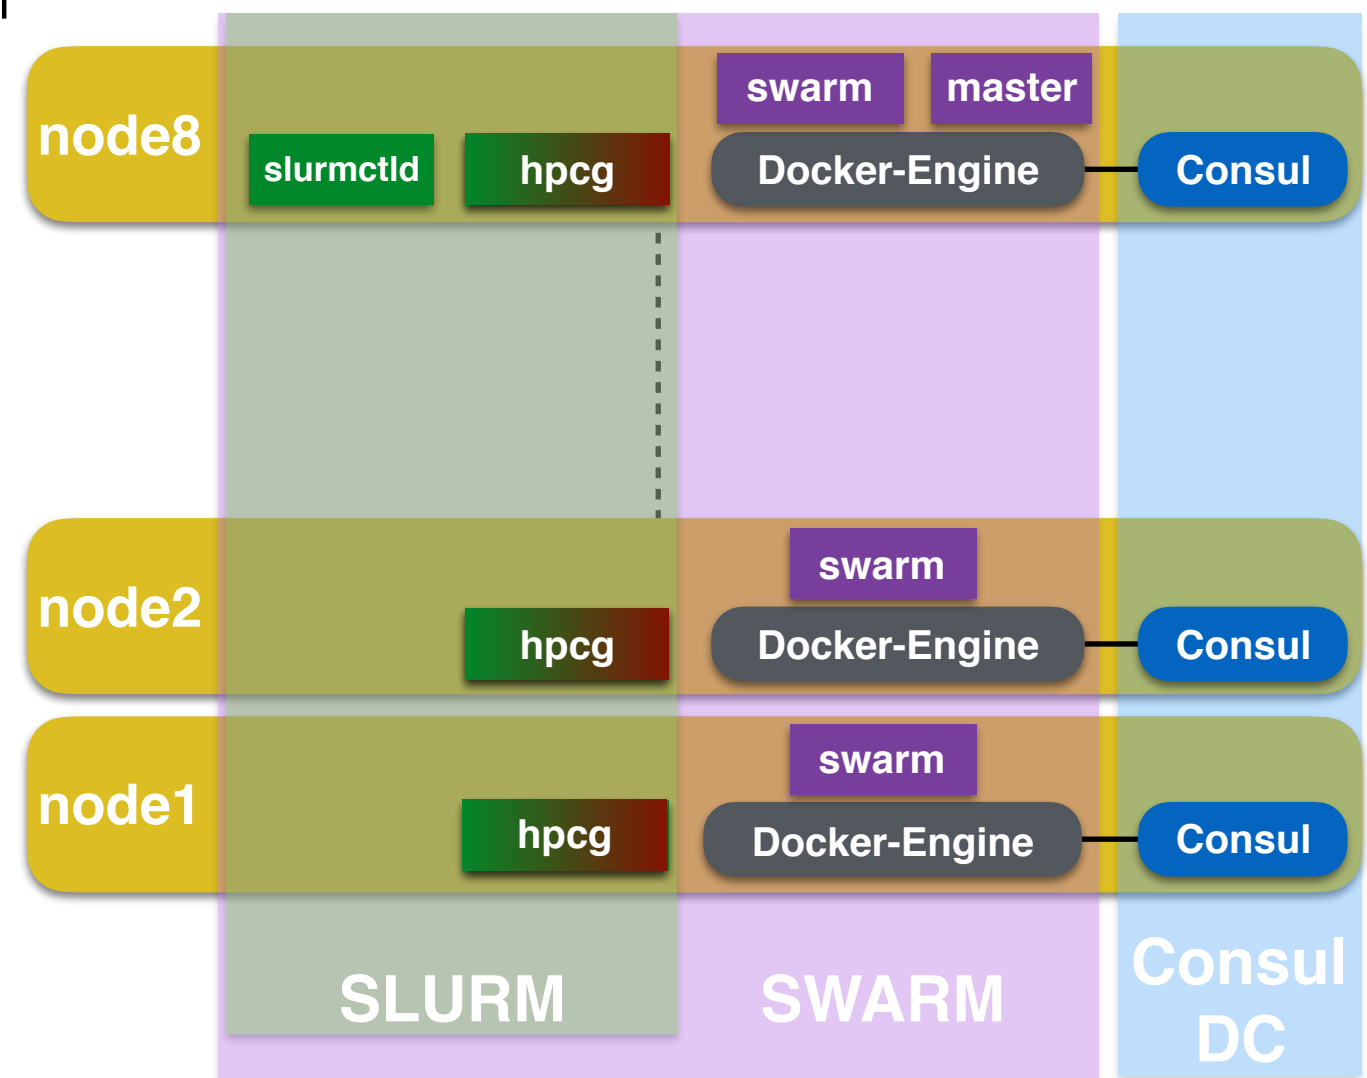 swarm master
node8 slurmctld hpcg Docker-Engine Consul
swarm
node2 hpcg Docker-Engine Consul
swarm
node1 hpcg Docker-Engine Consul
SLURM SWARM Consul
DC